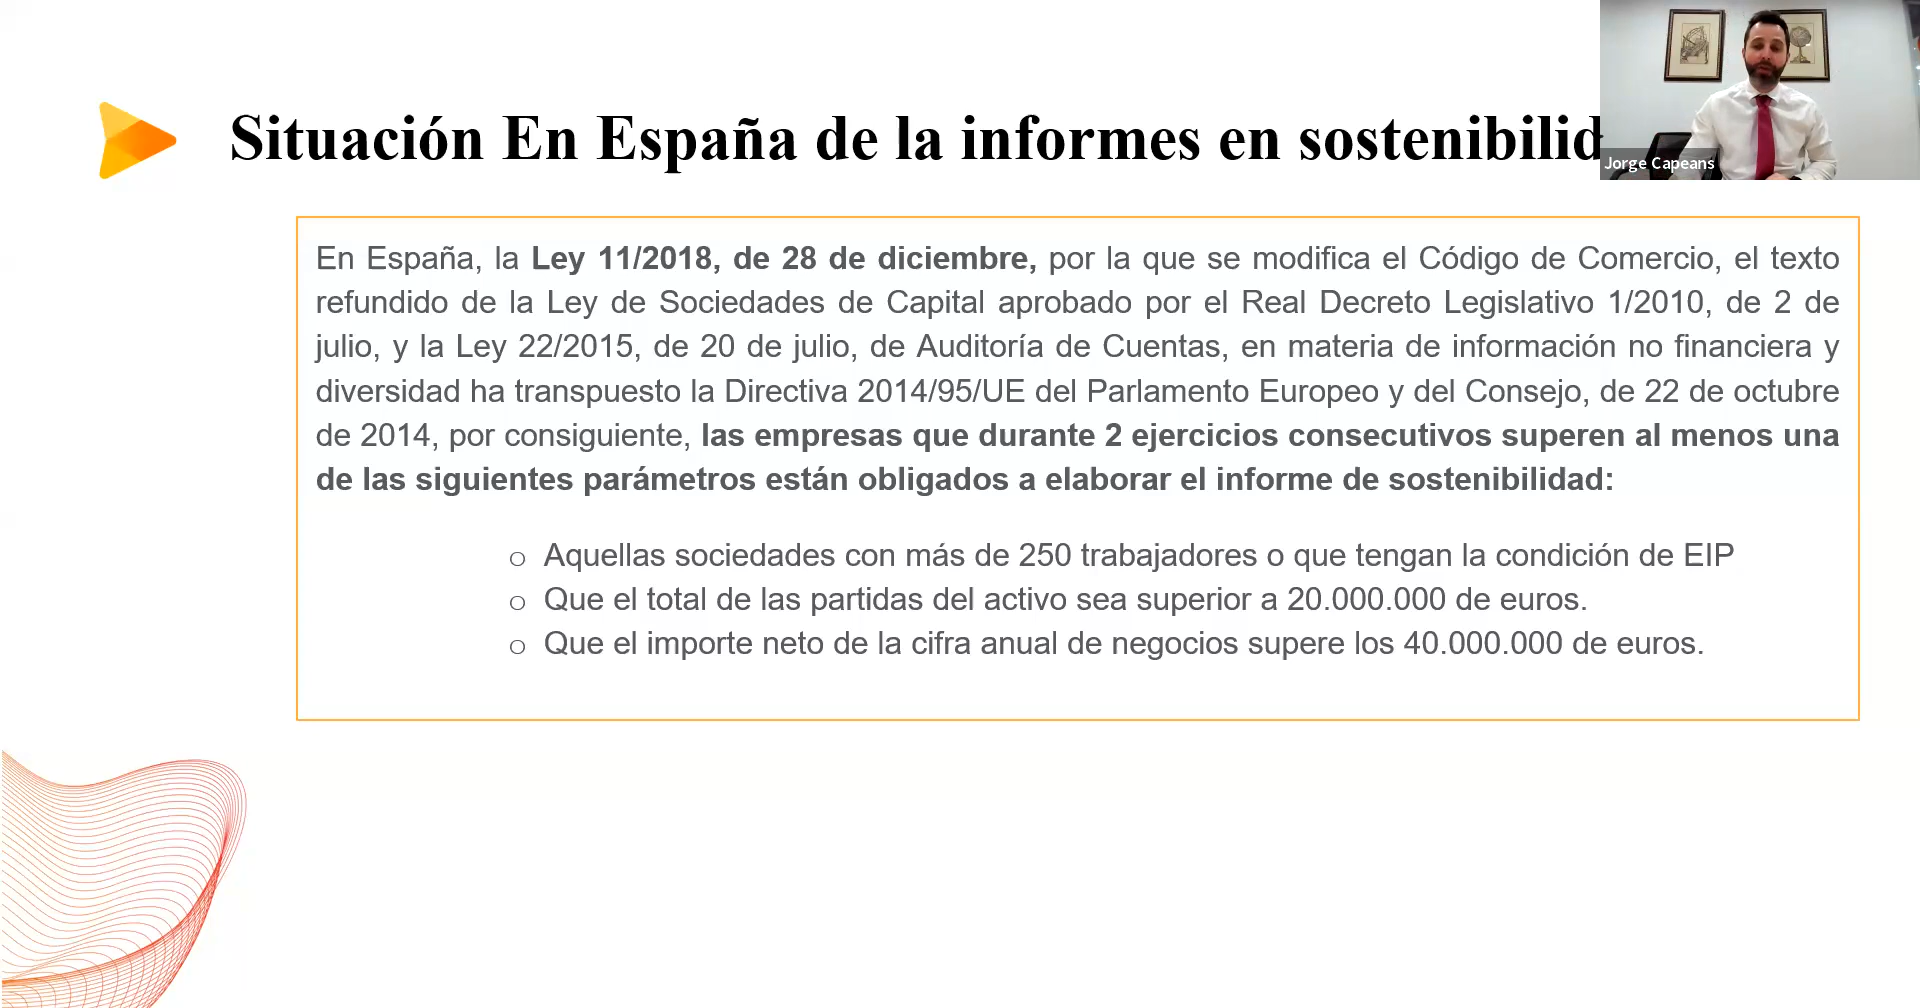 Situación En España de la informes en sostenibilid
Jorge Capeans
En España, la Ley 11/2018, de 28 de diciembre, por la que se modifica el Código de Comercio, el texto
refundido de la Ley de Sociedades de Capital aprobado por el Real Decreto Legislativo 1/2010, de 2 de
julio, y la Ley 22/2015, de 20 de julio, de Auditoría de Cuentas, en materia de información no financiera y
diversidad ha transpuesto la Directiva 2014/95/UE del Parlamento Europeo y del Consejo, de 22 de octubre
de 2014, por consiguiente, las empresas que durante 2 ejercicios consecutivos superen al menos una
de las siguientes parámetros están obligados a elaborar el informe de sostenibilidad:
o Aquellas sociedades con más de 250 trabajadores o que tengan la condición de EIP
o Que el total de las partidas del activo sea superior a 20.000.000 de euros.
o Que el importe neto de la cifra anual de negocios supere los 40.000.000 de euros.